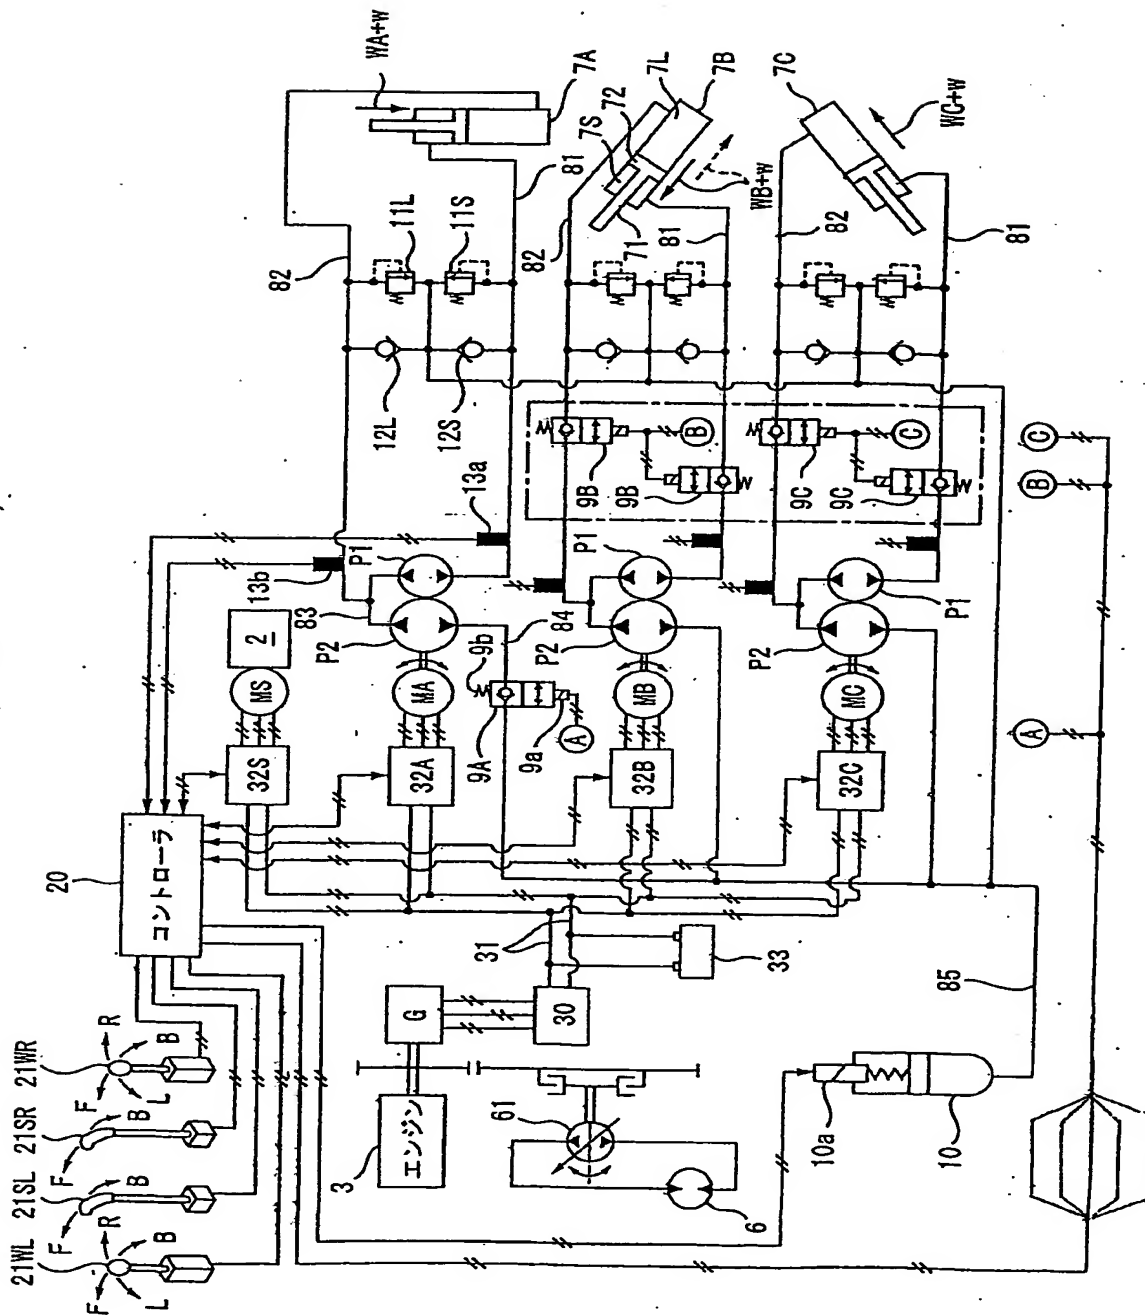 WA+w
7A
7L
7B
7S
72
7C
WC+w
WB+w
71
81
82
11L
11S
82
81
82
81
12L
12S
9B
B
9B
9C
C
9C
C
B
13a
13b
P1
P1
P1
83
P2
84
P2
P2
2
MS
MA
9b
9A
9a
A
MB
MC
A
32S
32A
32B
32C
20
コントローラ
31
33
85
G
30
21WR
F
R
L
B
21SR
F
B
21SL
F
B
21WL
F
R
L
B
3
エンジン
61
6
10a
10